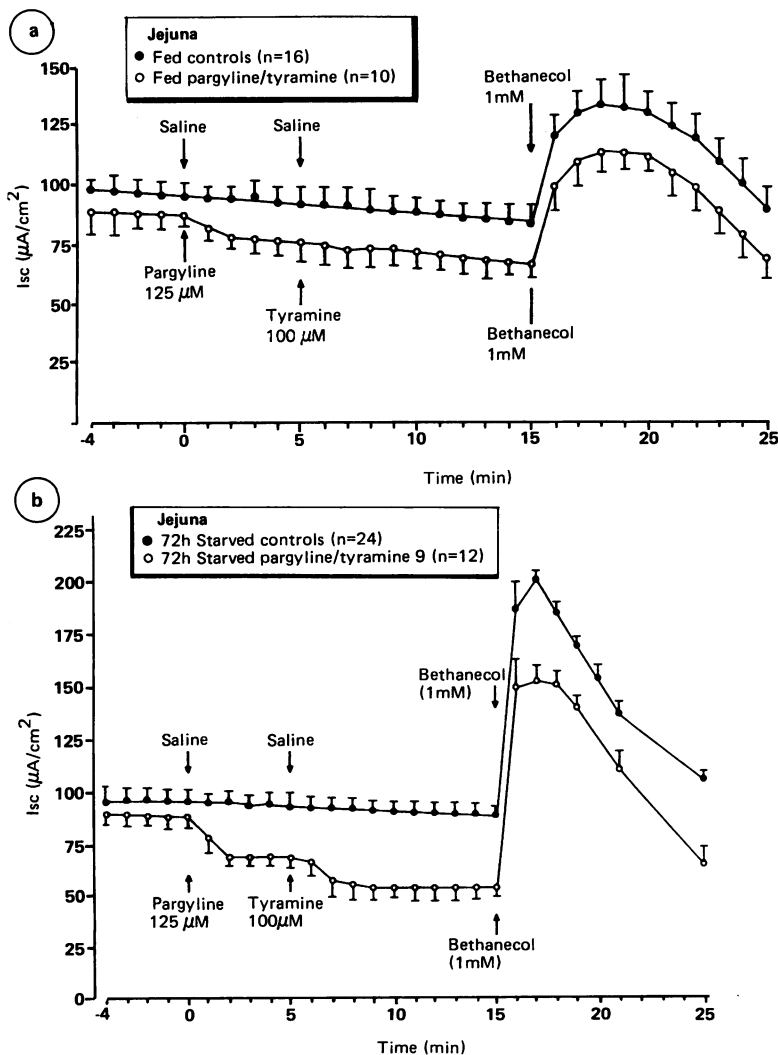 a
Jejuna
● Fed controls (n=16)
○ Fed pargyline/tyramine (n=10)
150
125
100
75
50
25
Isc (μA/cm²)
Saline
Saline
Bethanecol
1mM
Pargyline
125 μM
Tyramine
100 μM
Bethanecol
1mM
-4 0 5 10 15 20 25
Time (min)
b
Jejuna
● 72h Starved controls (n=24)
○ 72h Starved pargyline/tyramine 9 (n=12)
225
200
175
150
125
100
75
50
25
0
Isc (μA/cm²)
Saline
Saline
Bethanecol
(1mM)
Pargyline
125 μM
Tyramine
100μM
Bethanecol
(1mM)
-4 0 5 10 15 20 25
Time (min)